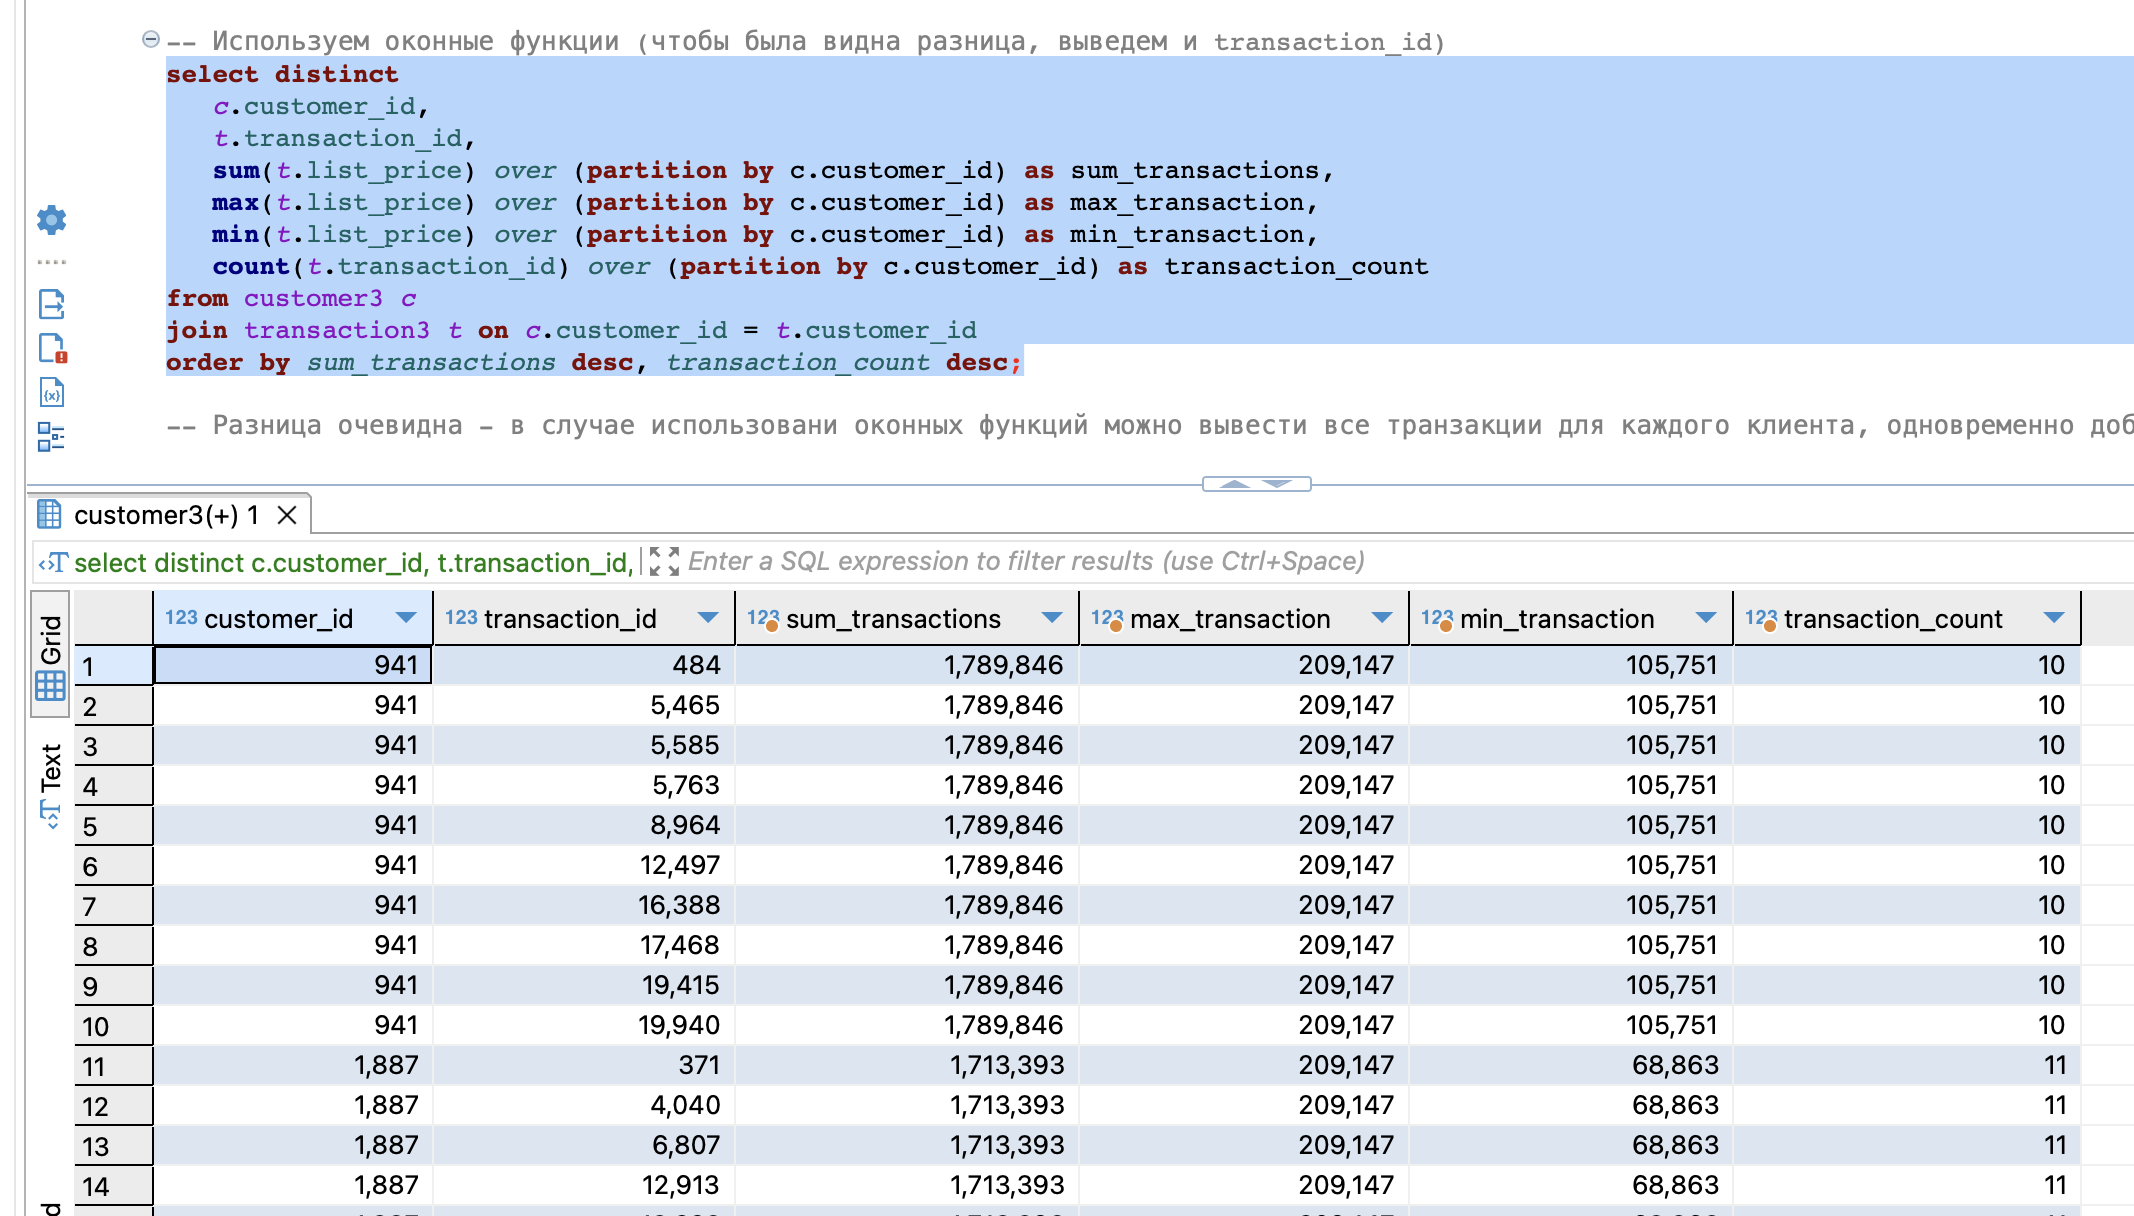 -- Используем оконные функции (чтобы была видна разница, выведем и transaction_id)
select distinct
c.customer_id,
t.transaction_id,
sum(t.list_price) over (partition by c.customer_id) as sum_transactions,
max(t.list_price) over (partition by c.customer_id) as max_transaction,
min(t.list_price) over (partition by c.customer_id) as min_transaction,
count(t.transaction_id) over (partition by c.customer_id) as transaction_count
from customer3 c
join transaction3 t on c.customer_id = t.customer_id
order by sum_transactions desc, transaction_count desc;
-- Разница очевидна - в случае использовани оконных функций можно вывести все транзакции для каждого клиента, одновременно доб
customer3(+) 1
select distinct c.customer_id, t.transaction_id, Enter a SQL expression to filter results (use Ctrl+Space)
Grid
Text
123 customer_id 123 transaction_id 123 sum_transactions 123 max_transaction 123 min_transaction 123 transaction_count
1 941 484 1,789,846 209,147 105,751 10
2 941 5,465 1,789,846 209,147 105,751 10
3 941 5,585 1,789,846 209,147 105,751 10
4 941 5,763 1,789,846 209,147 105,751 10
5 941 8,964 1,789,846 209,147 105,751 10
6 941 12,497 1,789,846 209,147 105,751 10
7 941 16,388 1,789,846 209,147 105,751 10
8 941 17,468 1,789,846 209,147 105,751 10
9 941 19,415 1,789,846 209,147 105,751 10
10 941 19,940 1,789,846 209,147 105,751 10
11 1,887 371 1,713,393 209,147 68,863 11
12 1,887 4,040 1,713,393 209,147 68,863 11
13 1,887 6,807 1,713,393 209,147 68,863 11
14 1,887 12,913 1,713,393 209,147 68,863 11